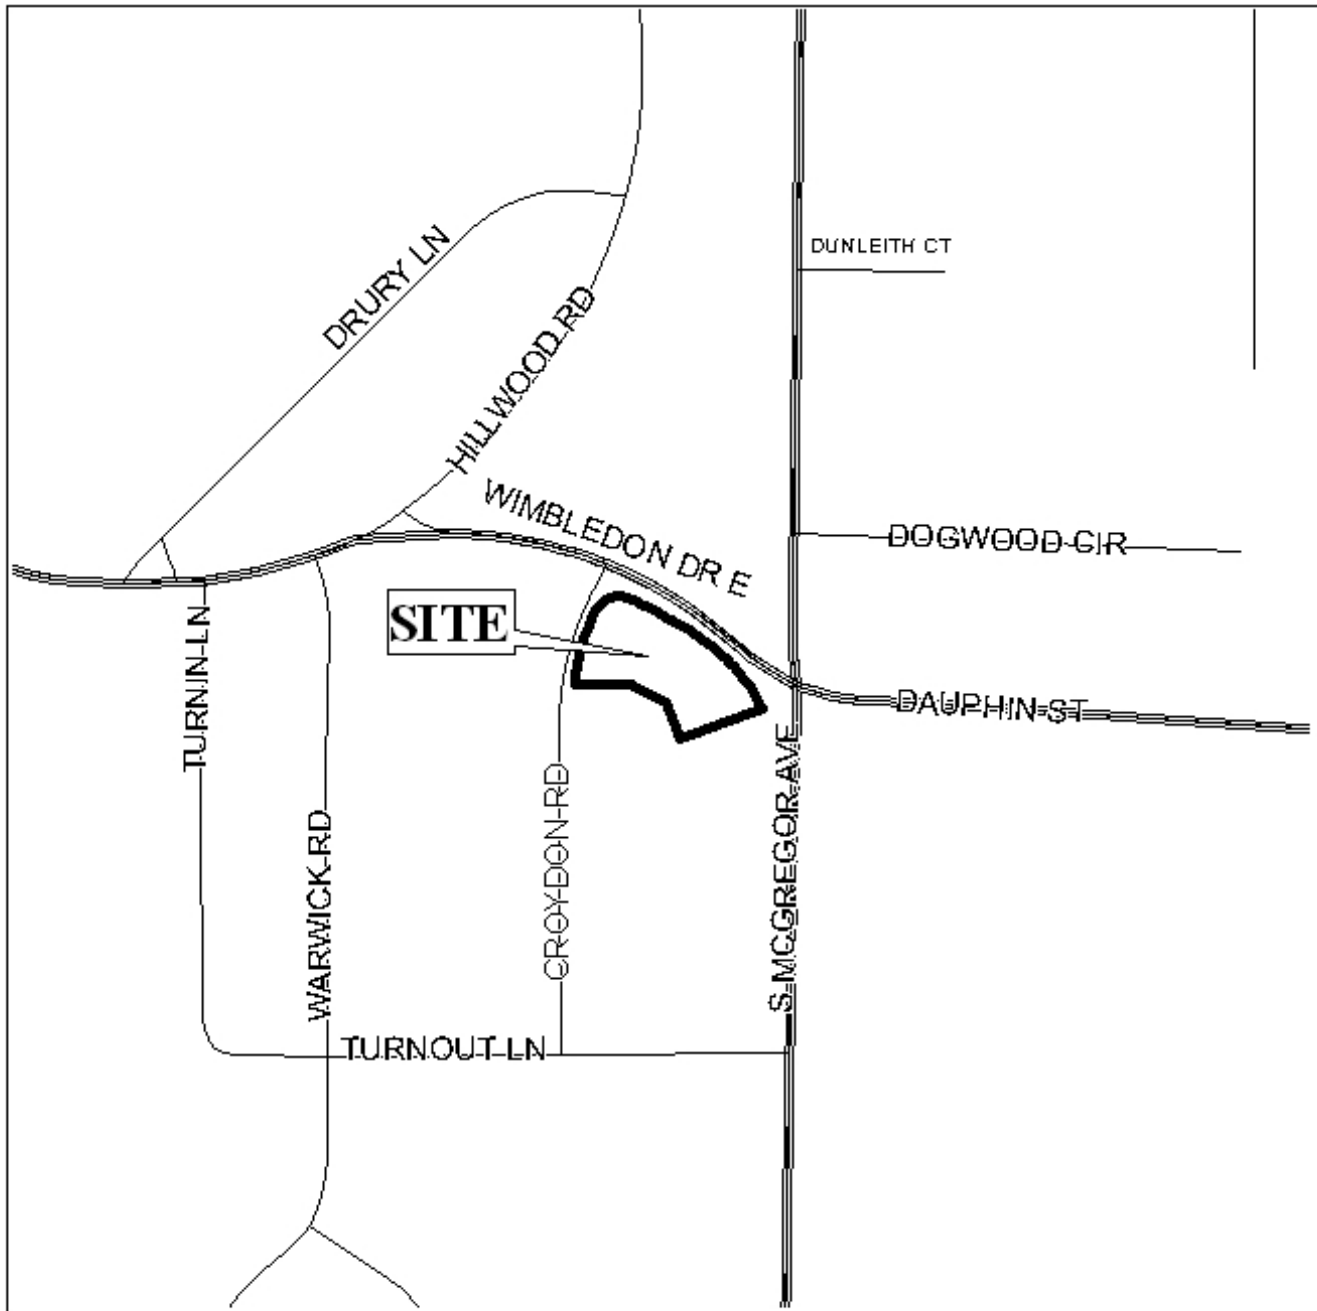 DUNLEITH CT
DRURY LN
HILLWOOD RD
WIMBLEDON DR E
DOGWOOD CIR
SITE
TURNIN LN
DAUPHIN ST
CROYDON RD
S MCGREGOR AVE
WARWICK RD
TURNOUT LN